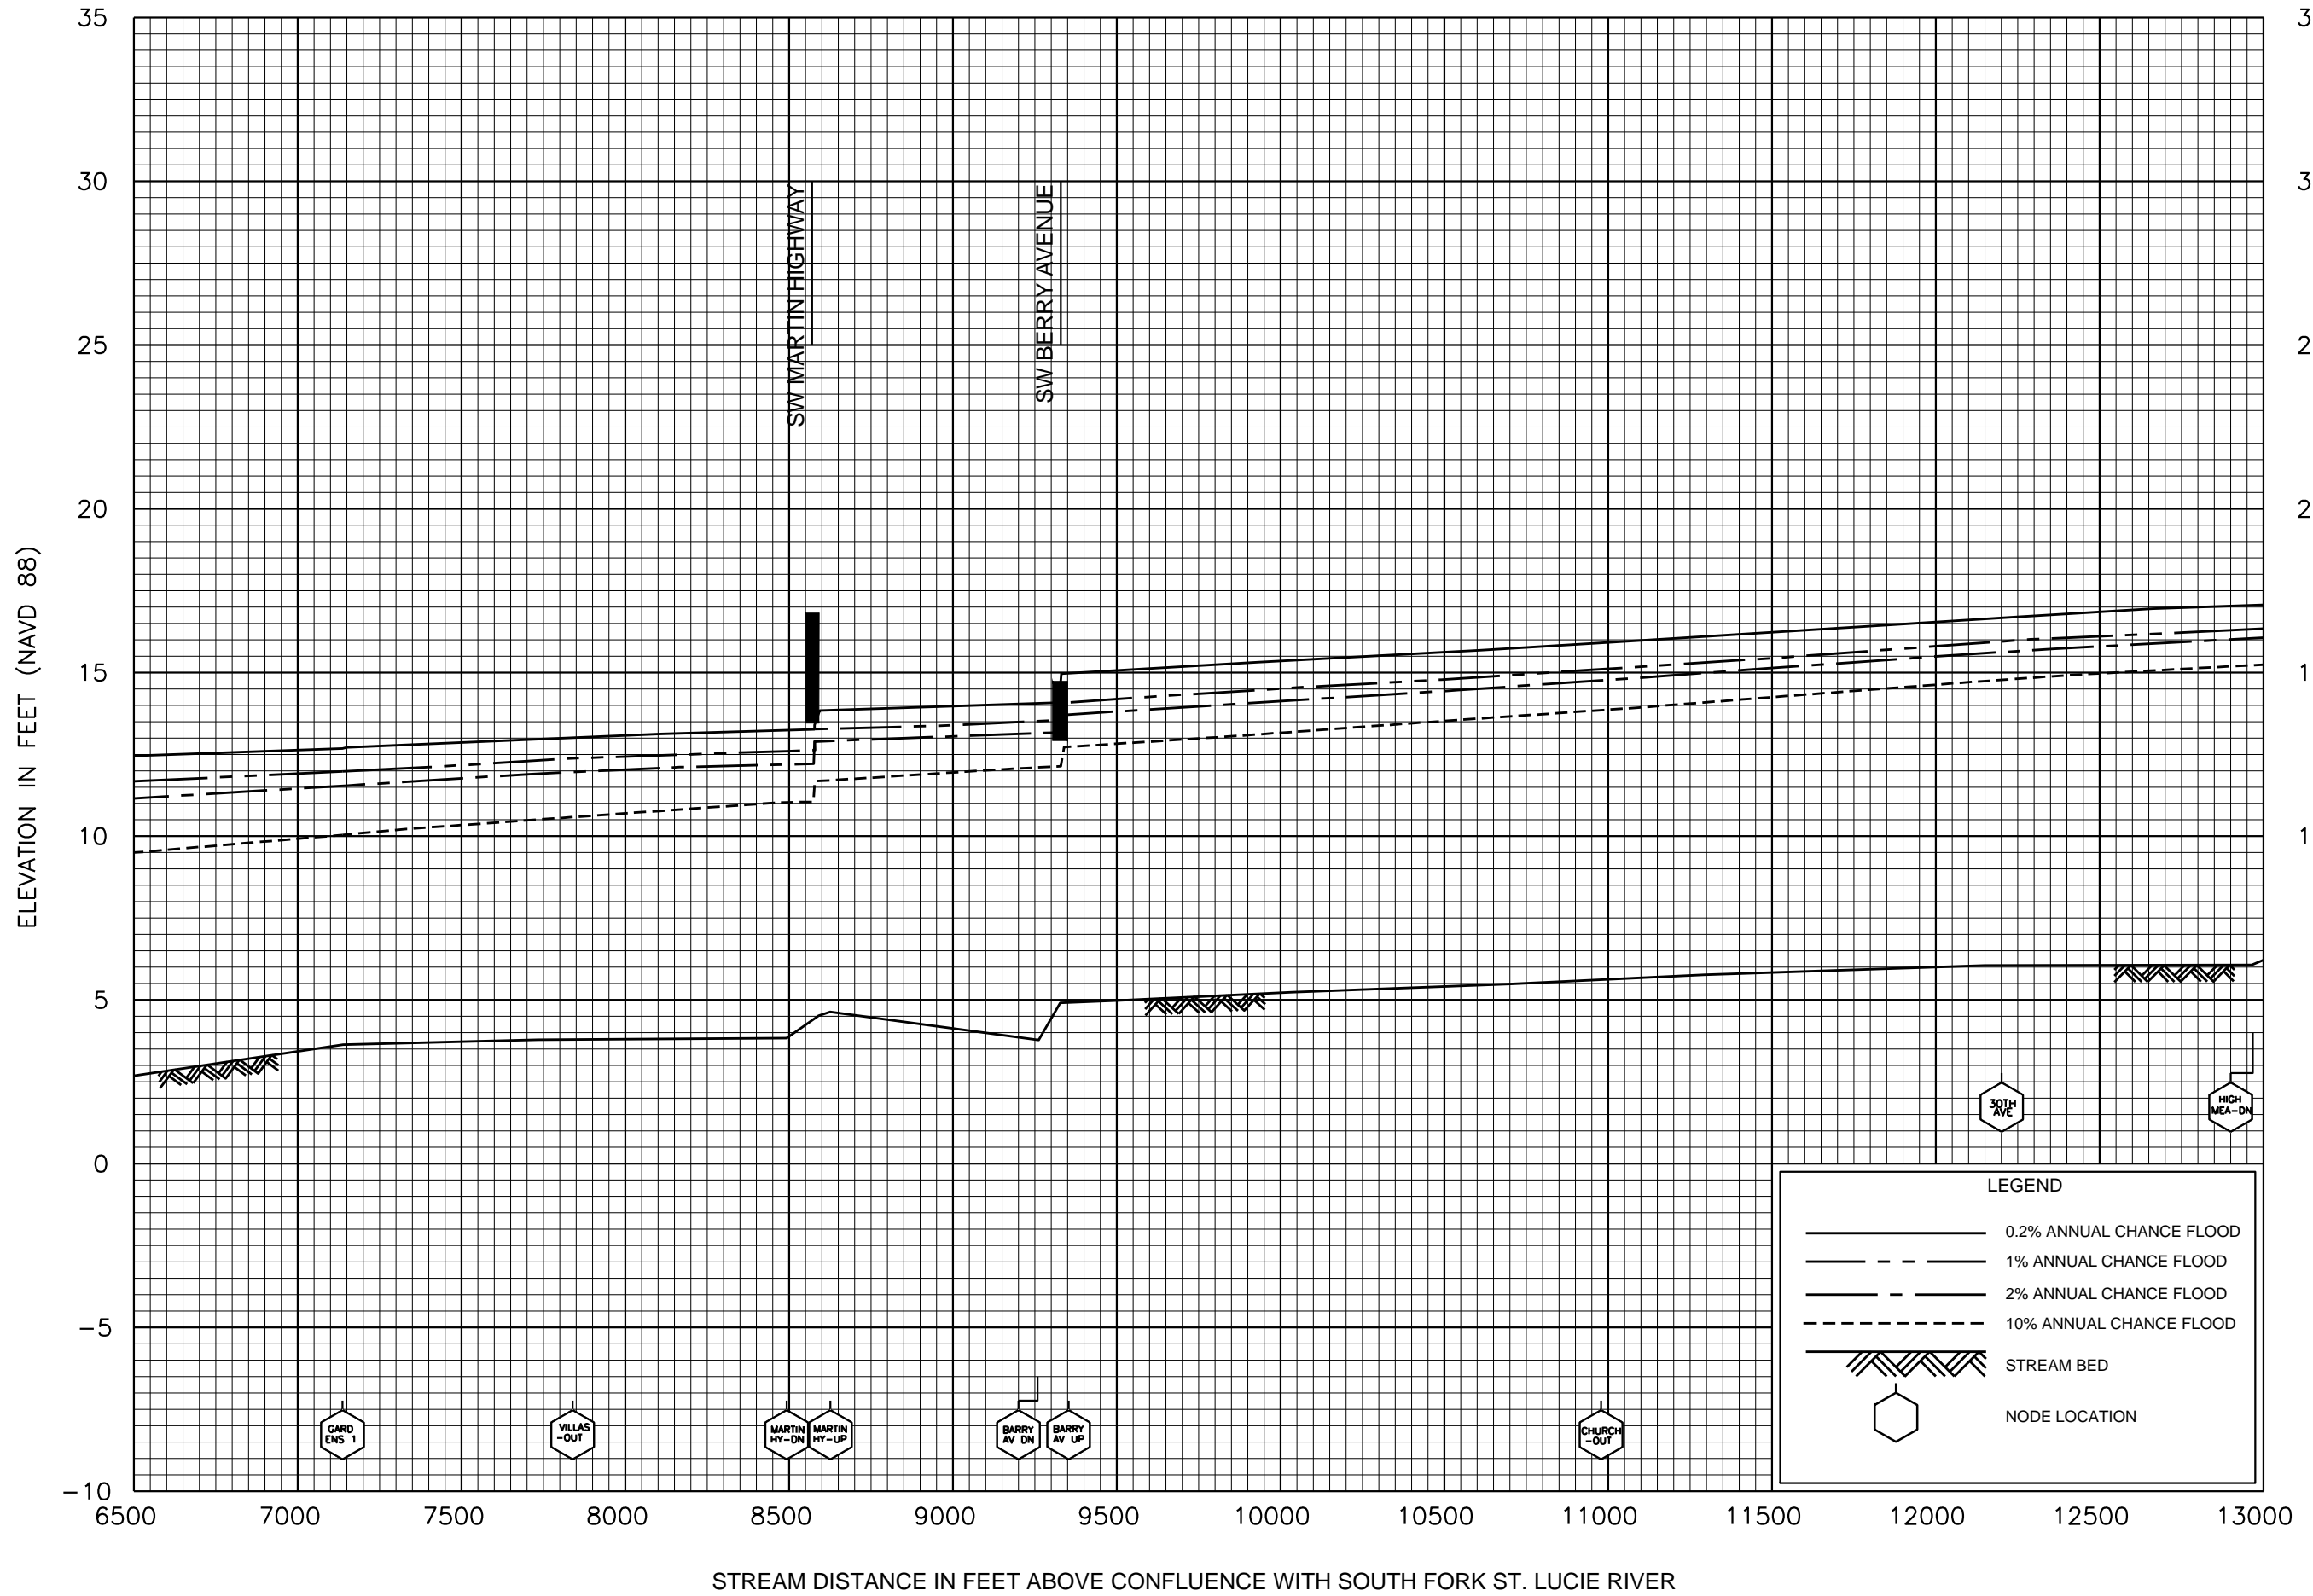 35
30
25
20
15
10
5
0
-5
-10
3
3
2
2
1
1
ELEVATION IN FEET (NAVD 88)
SW MARTIN HIGHWAY
SW BERRY AVENUE
30TH
AVE
HIGH
MEA-DN
GARD
ENS 1
VILLAS
-OUT
MARTIN
HY-DN
MARTIN
HY-UP
BARRY
AV DN
BARRY
AV UP
CHURCH
-OUT
LEGEND
0.2% ANNUAL CHANCE FLOOD
1% ANNUAL CHANCE FLOOD
2% ANNUAL CHANCE FLOOD
10% ANNUAL CHANCE FLOOD
STREAM BED
NODE LOCATION
6500 7000 7500 8000 8500 9000 9500 10000 10500 11000 11500 12000 12500 13000
STREAM DISTANCE IN FEET ABOVE CONFLUENCE WITH SOUTH FORK ST. LUCIE RIVER